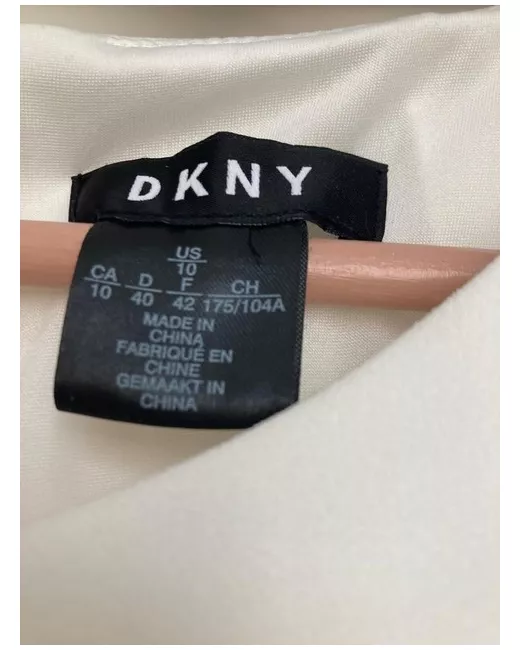 DKNY
US
10
CA D F CH
10 40 42 175/104A
MADE IN
CHINA
FABRIQUÉ EN
CHINE
GEMAAKT IN
CHINA